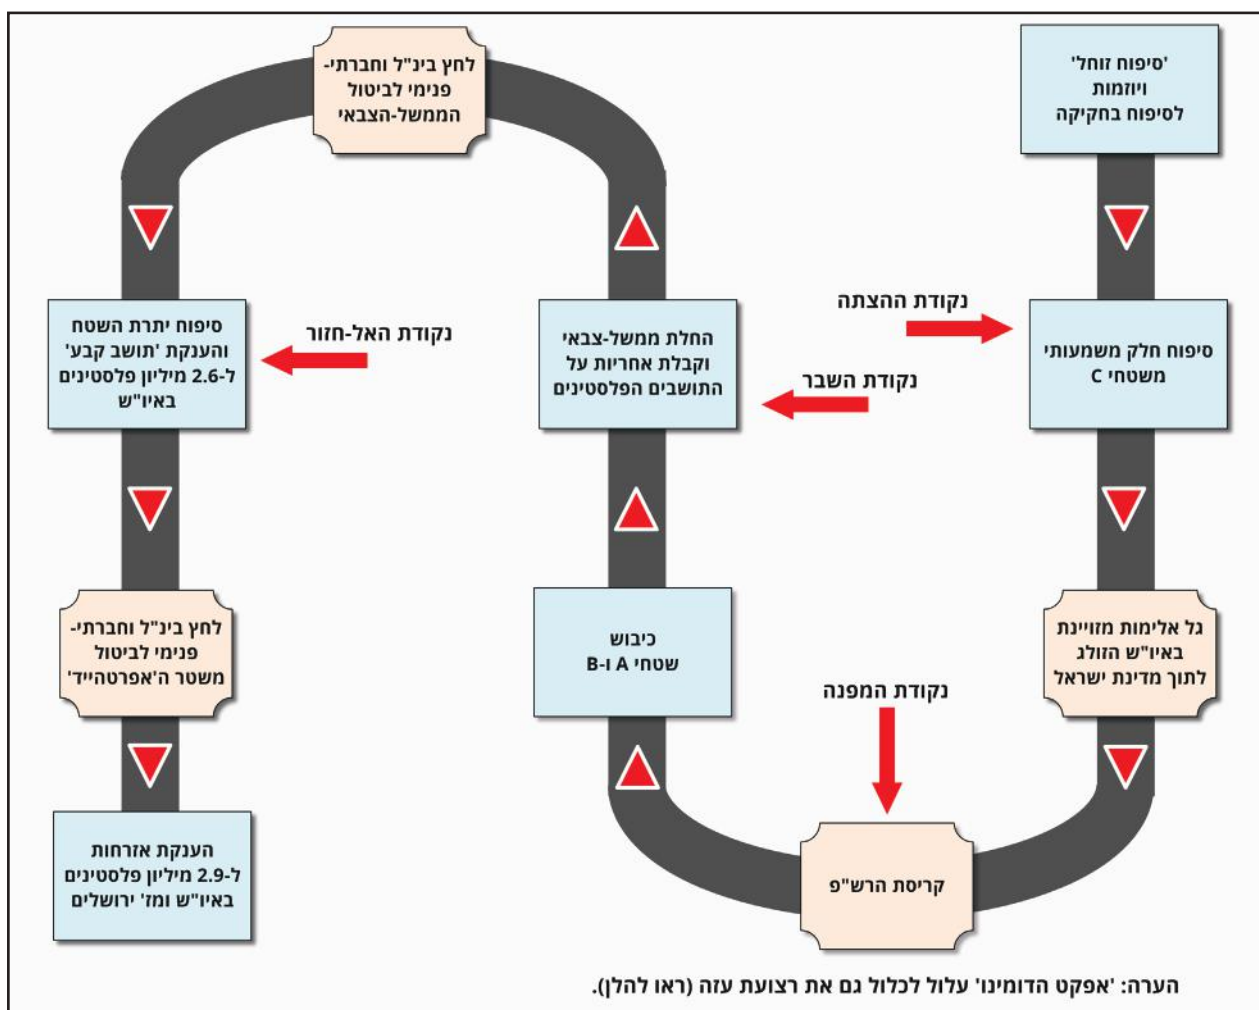 'סיפוח זוחל'
ויוזמות
לסיפוח בחקיקה
נקודת ההצתה
סיפוח חלק משמעותי
משטחי C
גל אלימות מזויינת
באיו"ש הזולג
לתוך מדינת ישראל
נקודת המפנה
קריסת הרש"פ
כיבוש
שטחי A ו-B
החלת ממשל-צבאי
וקבלת אחריות על
התושבים הפלסטינים
נקודת השבר
לחץ בינ"ל וחברתי-
פנימי לביטול
הממשל-הצבאי
סיפוח יתרת השטח
והענקת 'תושב קבע'
ל-2.6 מיליון פלסטינים
באיו"ש
נקודת האל-חזור
לחץ בינ"ל וחברתי-
פנימי לביטול
משטר ה'אפרטהייד'
הענקת אזרחות
ל-2.9 מיליון פלסטינים
באיו"ש ומז' ירושלים
הערה: 'אפקט הדומינו' עלול לכלול גם את רצועת עזה (ראו להלן).